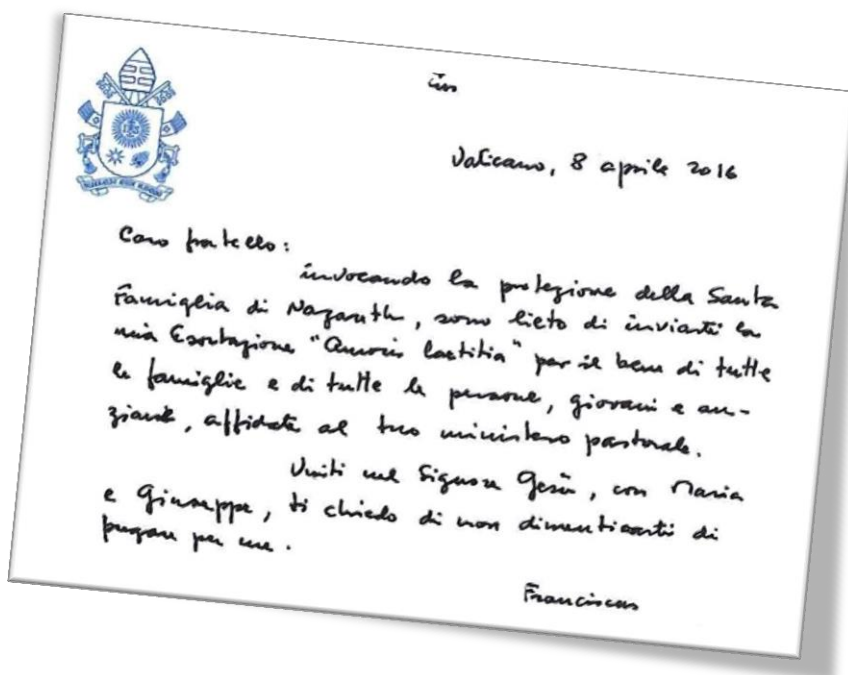 Vaticano, 8 aprile 2016
Caro fratello:
invocando la protezione della Santa
Famiglia di Nazareth, sono lieto di inviarti la
mia Esortazione "Amoris laetitia" per il bene di tutte
le famiglie e di tutte le persone, giovani e an-
ziane, affidate al tuo ministero pastorale.
Uniti nel Signore Gesù, con Maria
e Giuseppe, ti chiedo di non dimenticarti di
pregare per me.
Franciscus